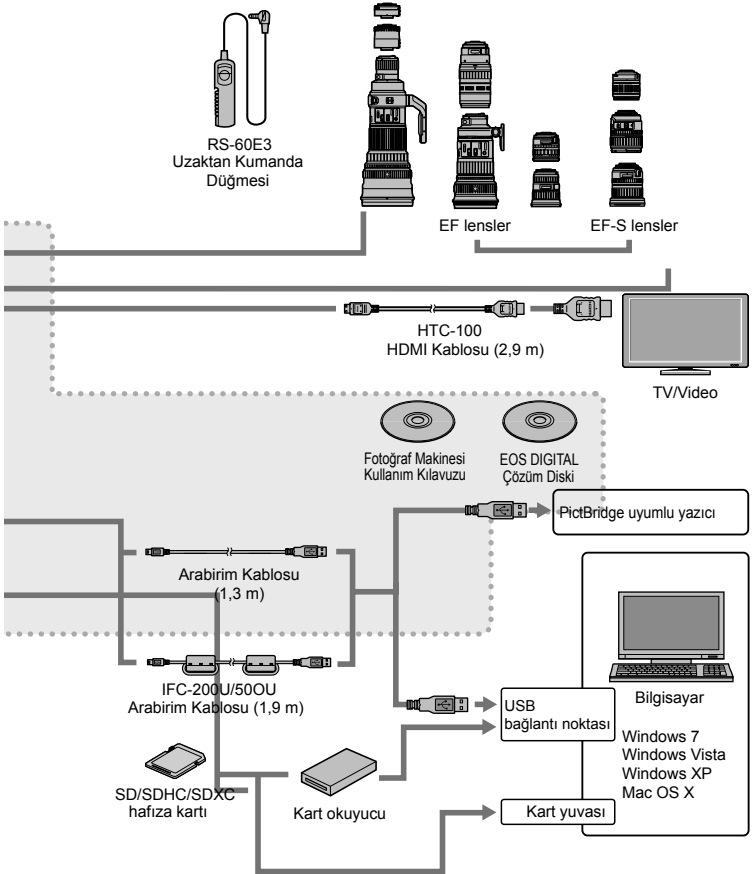 RS-60E3
Uzaktan Kumanda
Düğmesi
EF lensler
EF-S lensler
HTC-100
HDMI Kablosu (2,9 m)
TV/Video
Fotoğraf Makinesi
Kullanım Kılavuzu
EOS DIGITAL
Çözüm Diski
PictBridge uyumlu yazıcı
Arabirim Kablosu
(1,3 m)
IFC-200U/50OU
Arabirim Kablosu (1,9 m)
USB
bağlantı noktası
Bilgisayar
Windows 7
Windows Vista
Windows XP
Mac OS X
SD/SDHC/SDXC
hafıza kartı
Kart okuyucu
Kart yuvası